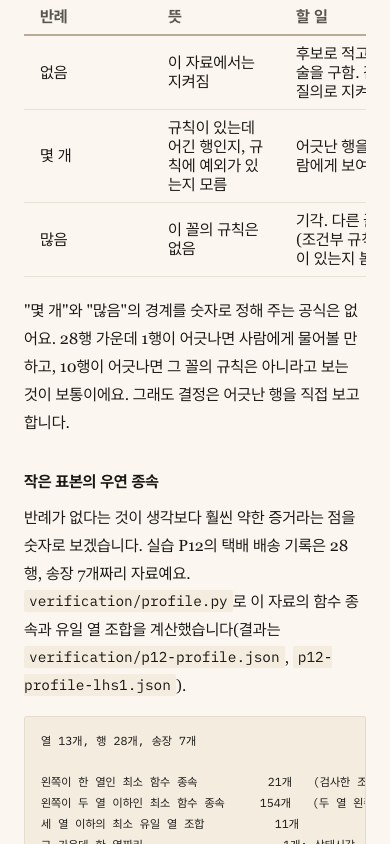 반례 뜻 할 일
없음 이 자료에서는 지켜짐 후보로 적고
술을 구함.
질의로 지켜
몇 개 규칙이 있는데
어긴 행인지, 규
칙에 예외가 있
는지 모름 어긋난 행을
람에게 보여
많음 이 꼴의 규칙은
없음 기각. 다른
(조건부 규칙
이 있는지
"몇 개"와 "많음"의 경계를 숫자로 정해 주는 공식은 없
어요. 28행 가운데 1행이 어긋나면 사람에게 물어볼 만
하고, 10행이 어긋나면 그 꼴의 규칙은 아니라고 보는
것이 보통이에요. 그래도 결정은 어긋난 행을 직접 보고
합니다.
작은 표본의 우연 종속
반례가 없다는 것이 생각보다 훨씬 약한 증거라는 점을
숫자로 보겠습니다. 실습 P12의 택배 배송 기록은 28
행, 송장 7개짜리 자료예요.
verification/profile.py로 이 자료의 함수 종
속과 유일 열 조합을 계산했습니다(결과는
verification/p12-profile.json, p12-
profile-lhs1.json).
열 13개, 행 28개, 송장 7개
왼쪽이 한 열인 최소 함수 종속 21개 (검사한 조
왼쪽이 두 열 이하인 최소 함수 종속 154개 (두 열 왼
세 열 이하의 최소 유일 열 조합 11개